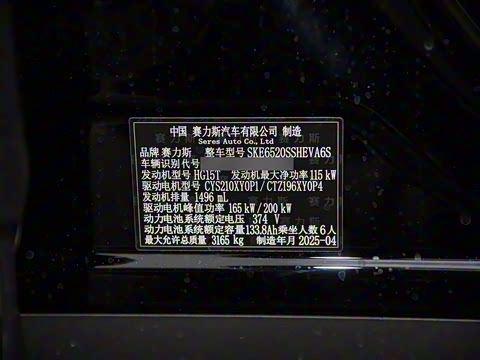 中国 赛力斯汽车有限公司 制造
Seres Auto Co., Ltd
品牌 赛力斯 整车型号 SKE6520SSHEVA6S
车辆识别代号
发动机型号 HG15T 发动机最大净功率 115 kW
驱动电机型号 CYS210XY0P1/CTZ196XY0P4
发动机排量 1496 mL
驱动电机峰值功率 165 kW / 200 kW
动力电池系统额定电压 374 V
动力电池系统额定容量 133.8Ah 乘坐人数 6 人
最大允许总质量 3165 kg 制造年月 2025-04